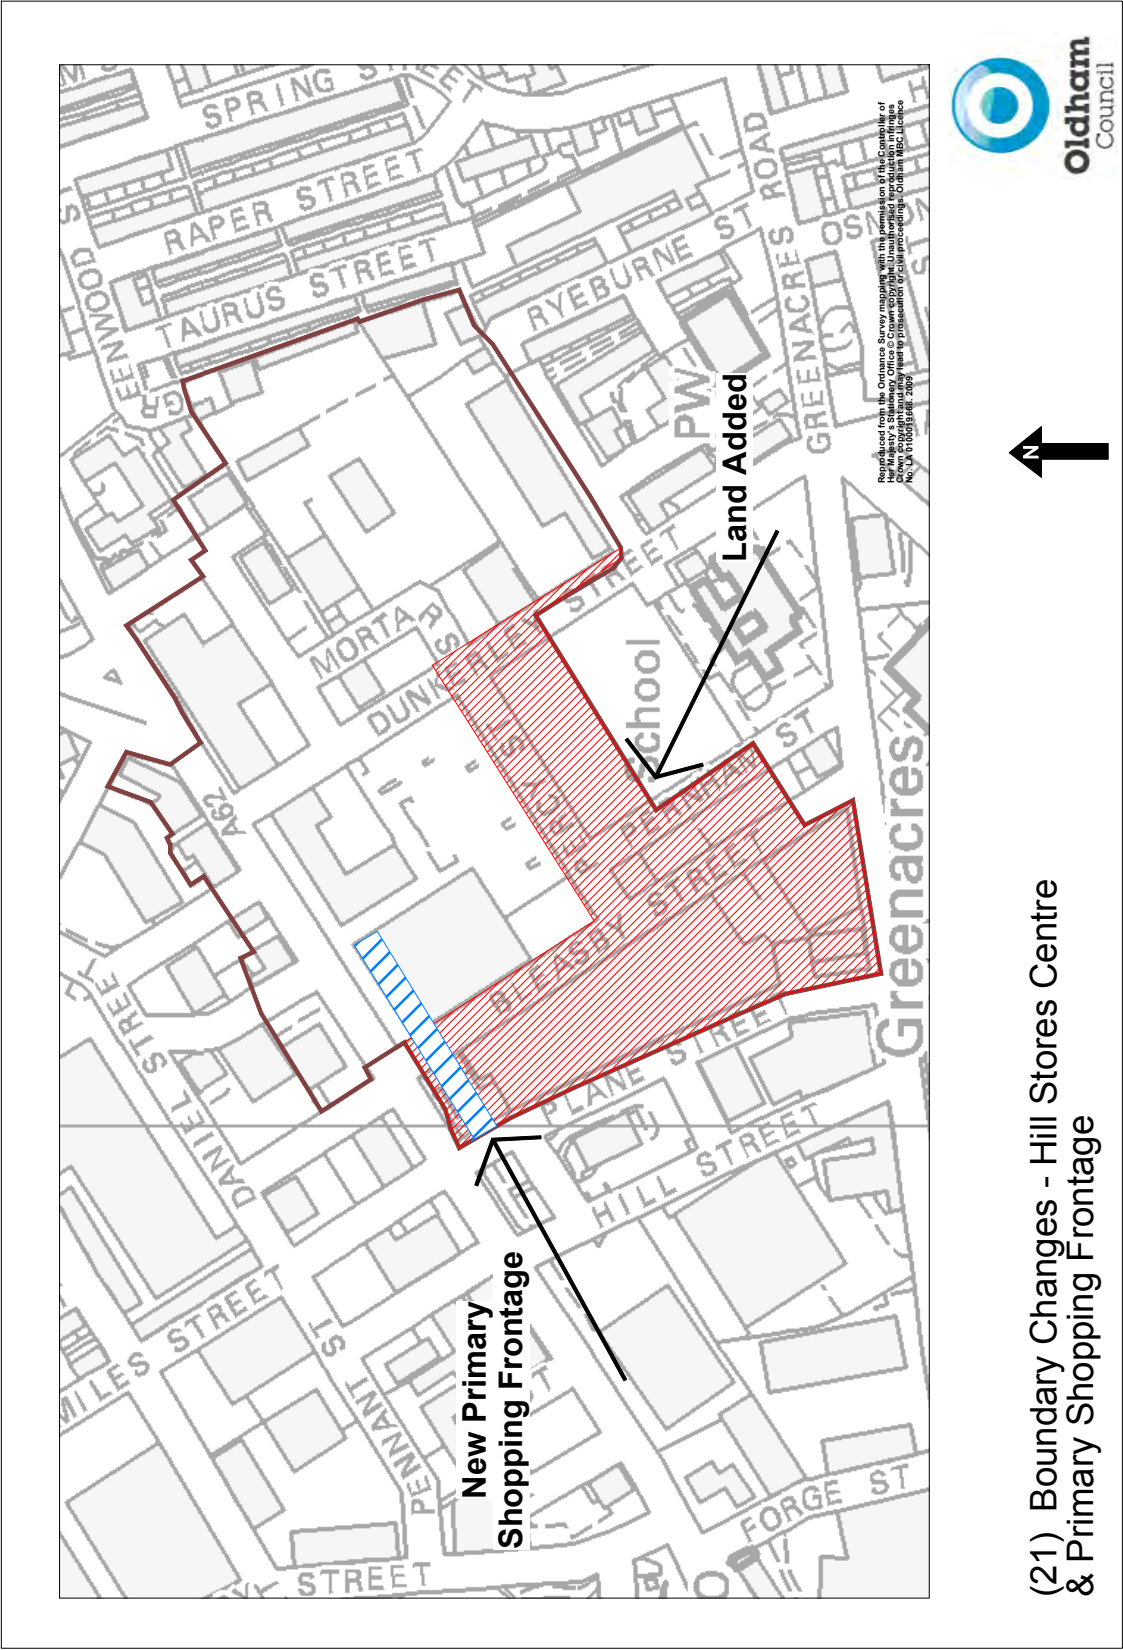 SPRING STREET
RAPER STREET
TAURUS STREET
RYEBURNE ST
GREENACRES ROAD
PW
Land Added
School
MORTAR ST
DUNKERLEY STREET
PERCY ST
PERNHAM ST
BLEASBY STREET
A62
DANIEL STREET
PLANE STREET
HILL STREET
Greenacres
MILES STREET
PENNANT ST
New Primary
Shopping Frontage
FORGE ST
STREET
Reproduced from the Ordnance Survey mapping with the permission of the Controller of
Her Majesty's Stationery Office © Crown copyright. Unauthorised reproduction infringes
Crown copyright and may lead to prosecution or civil proceedings. Oldham MBC Licence
No. LA 0100019668. 2009
N
Oldham
Council
(21) Boundary Changes - Hill Stores Centre
& Primary Shopping Frontage